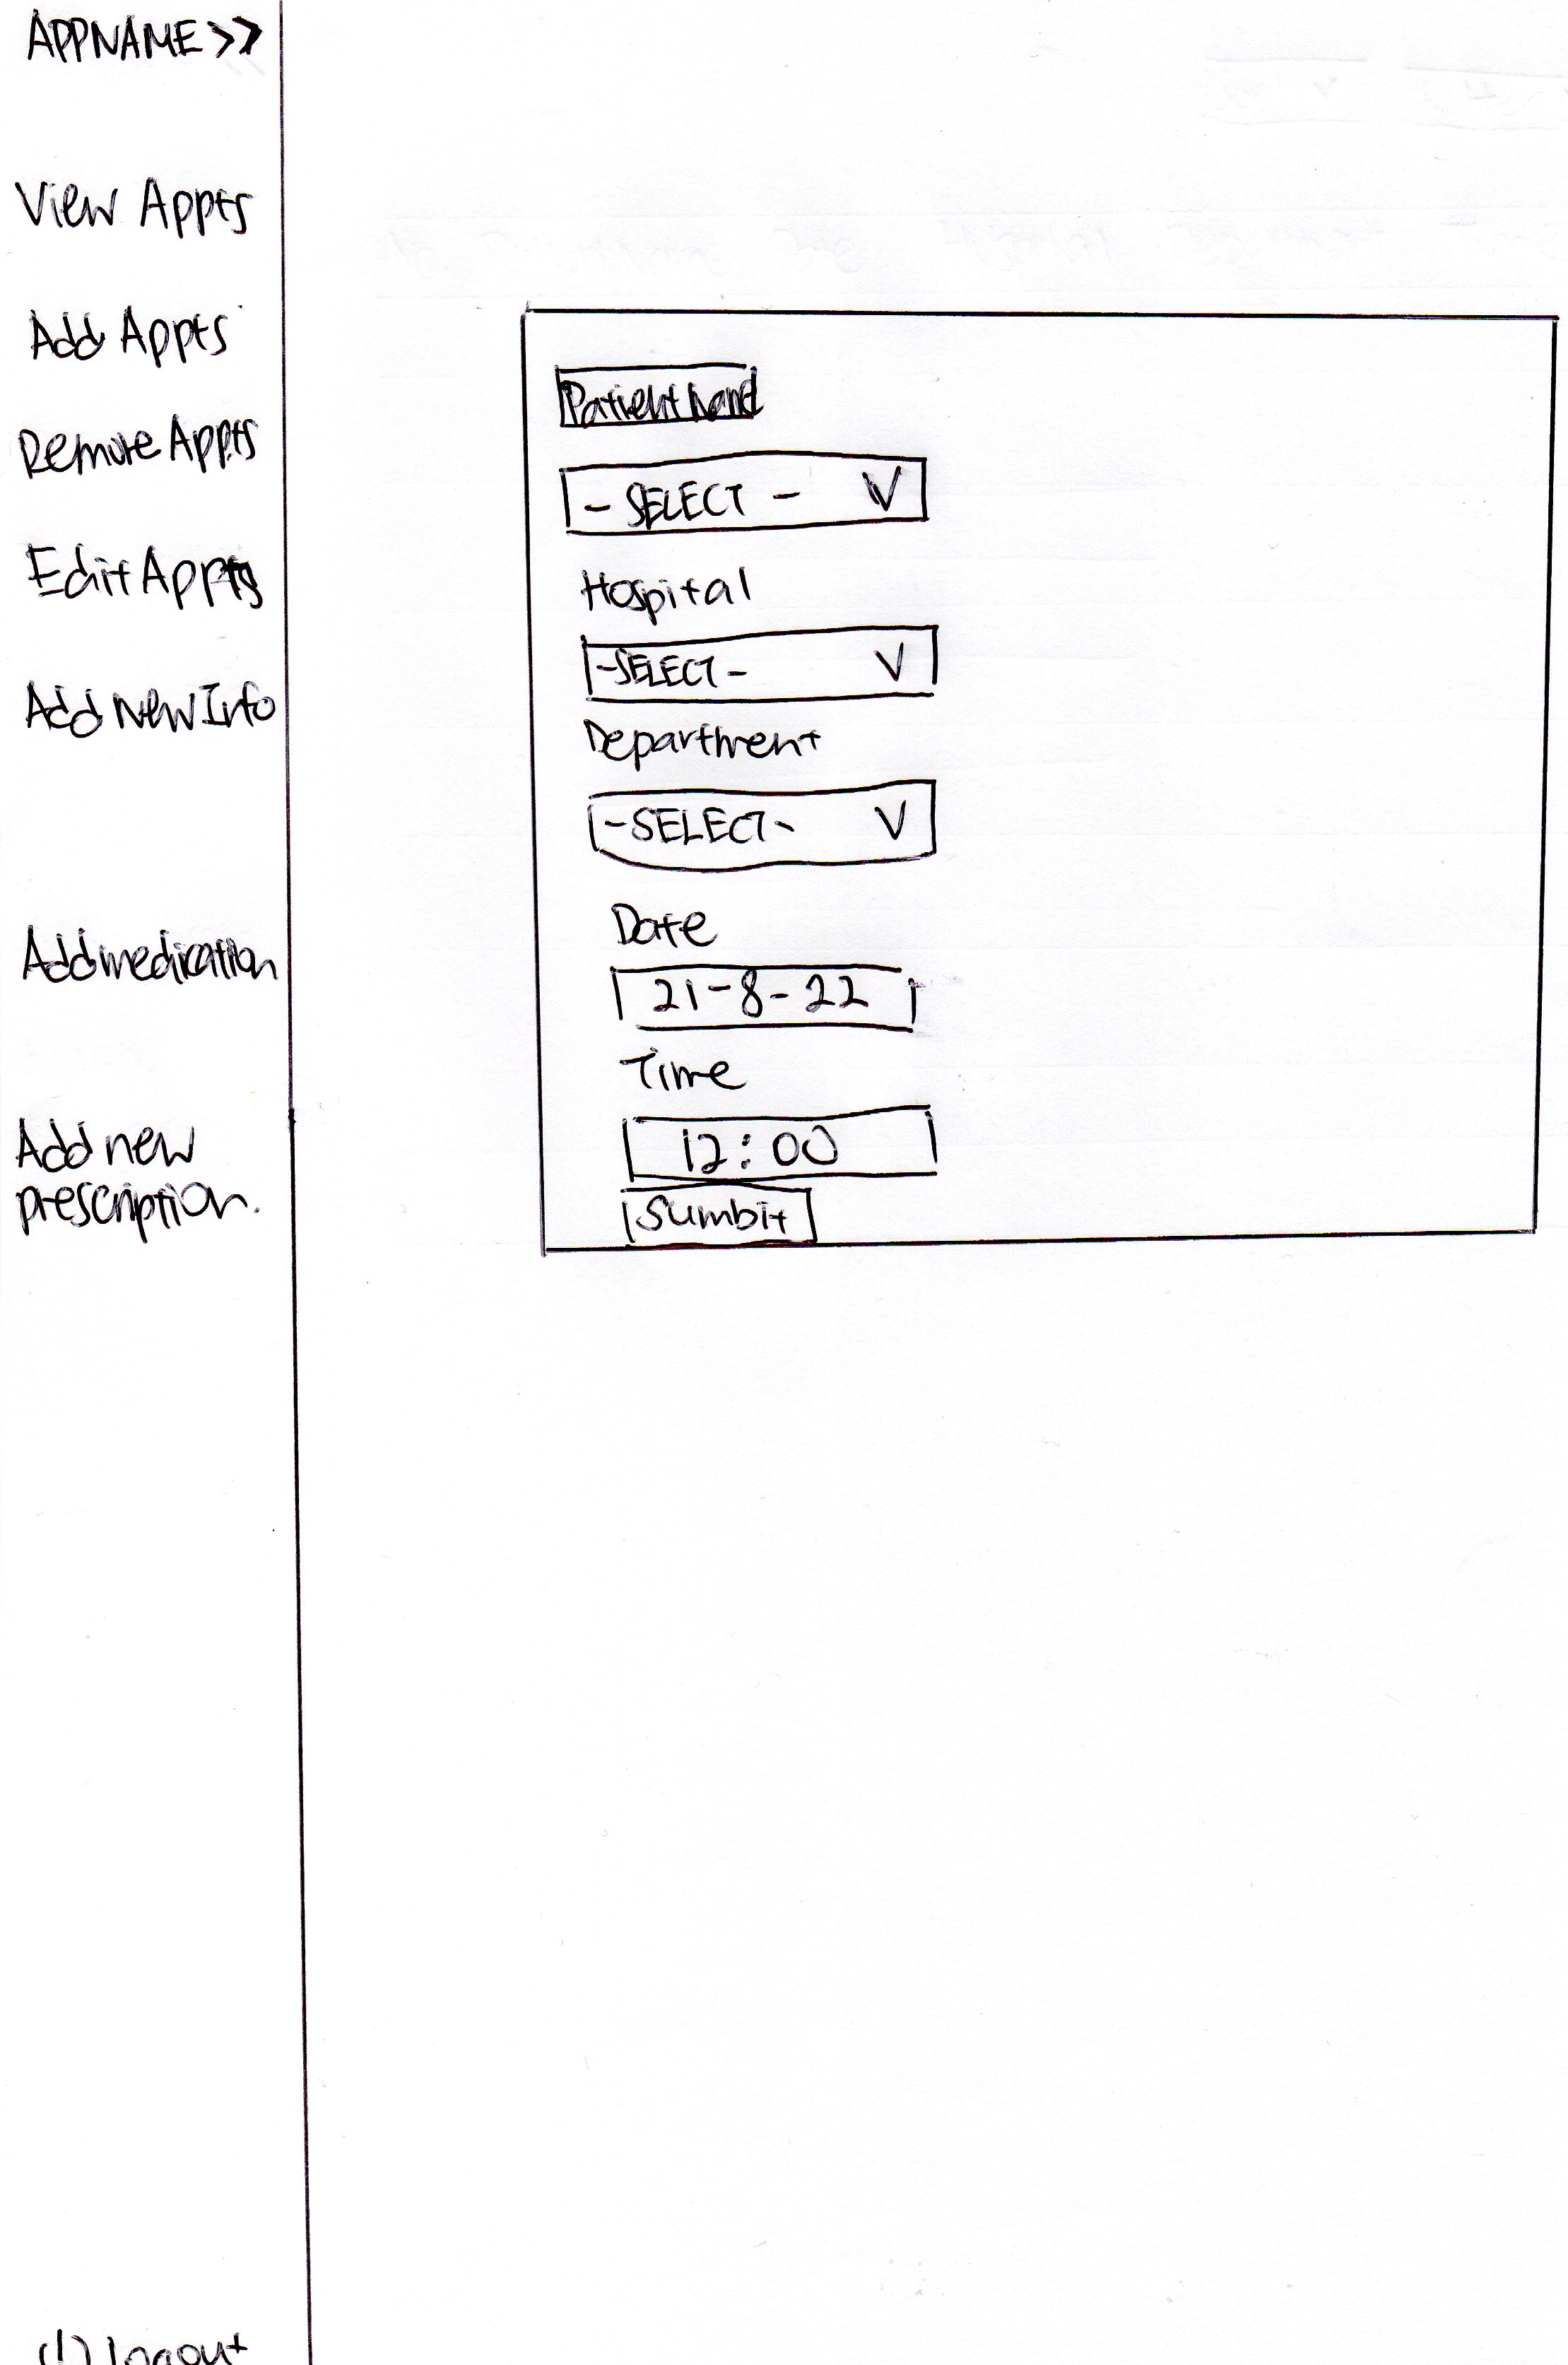 APPNAME >>
View Appts
Add Appts
Remove Appts
Edit Appts
Add new Info
Add medication
Add new
prescription.
logout
Patient
- SELECT - V
Hospital
-SELECT- V
Department
-SELECT- V
Date
21-8-22
Time
12:00
Sumbit